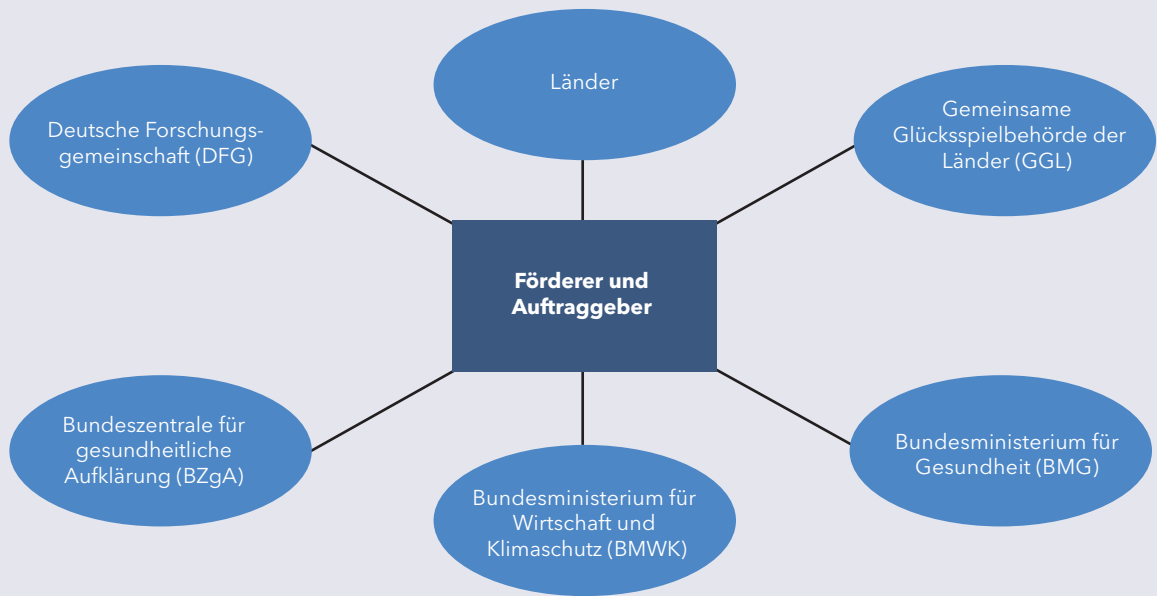 Länder
Deutsche Forschungs-
gemeinschaft (DFG)
Gemeinsame
Glücksspielbehörde der
Länder (GGL)
Förderer und
Auftraggeber
Bundeszentrale für
gesundheitliche
Aufklärung (BZgA)
Bundesministerium für
Wirtschaft und
Klimaschutz (BMWK)
Bundesministerium für
Gesundheit (BMG)